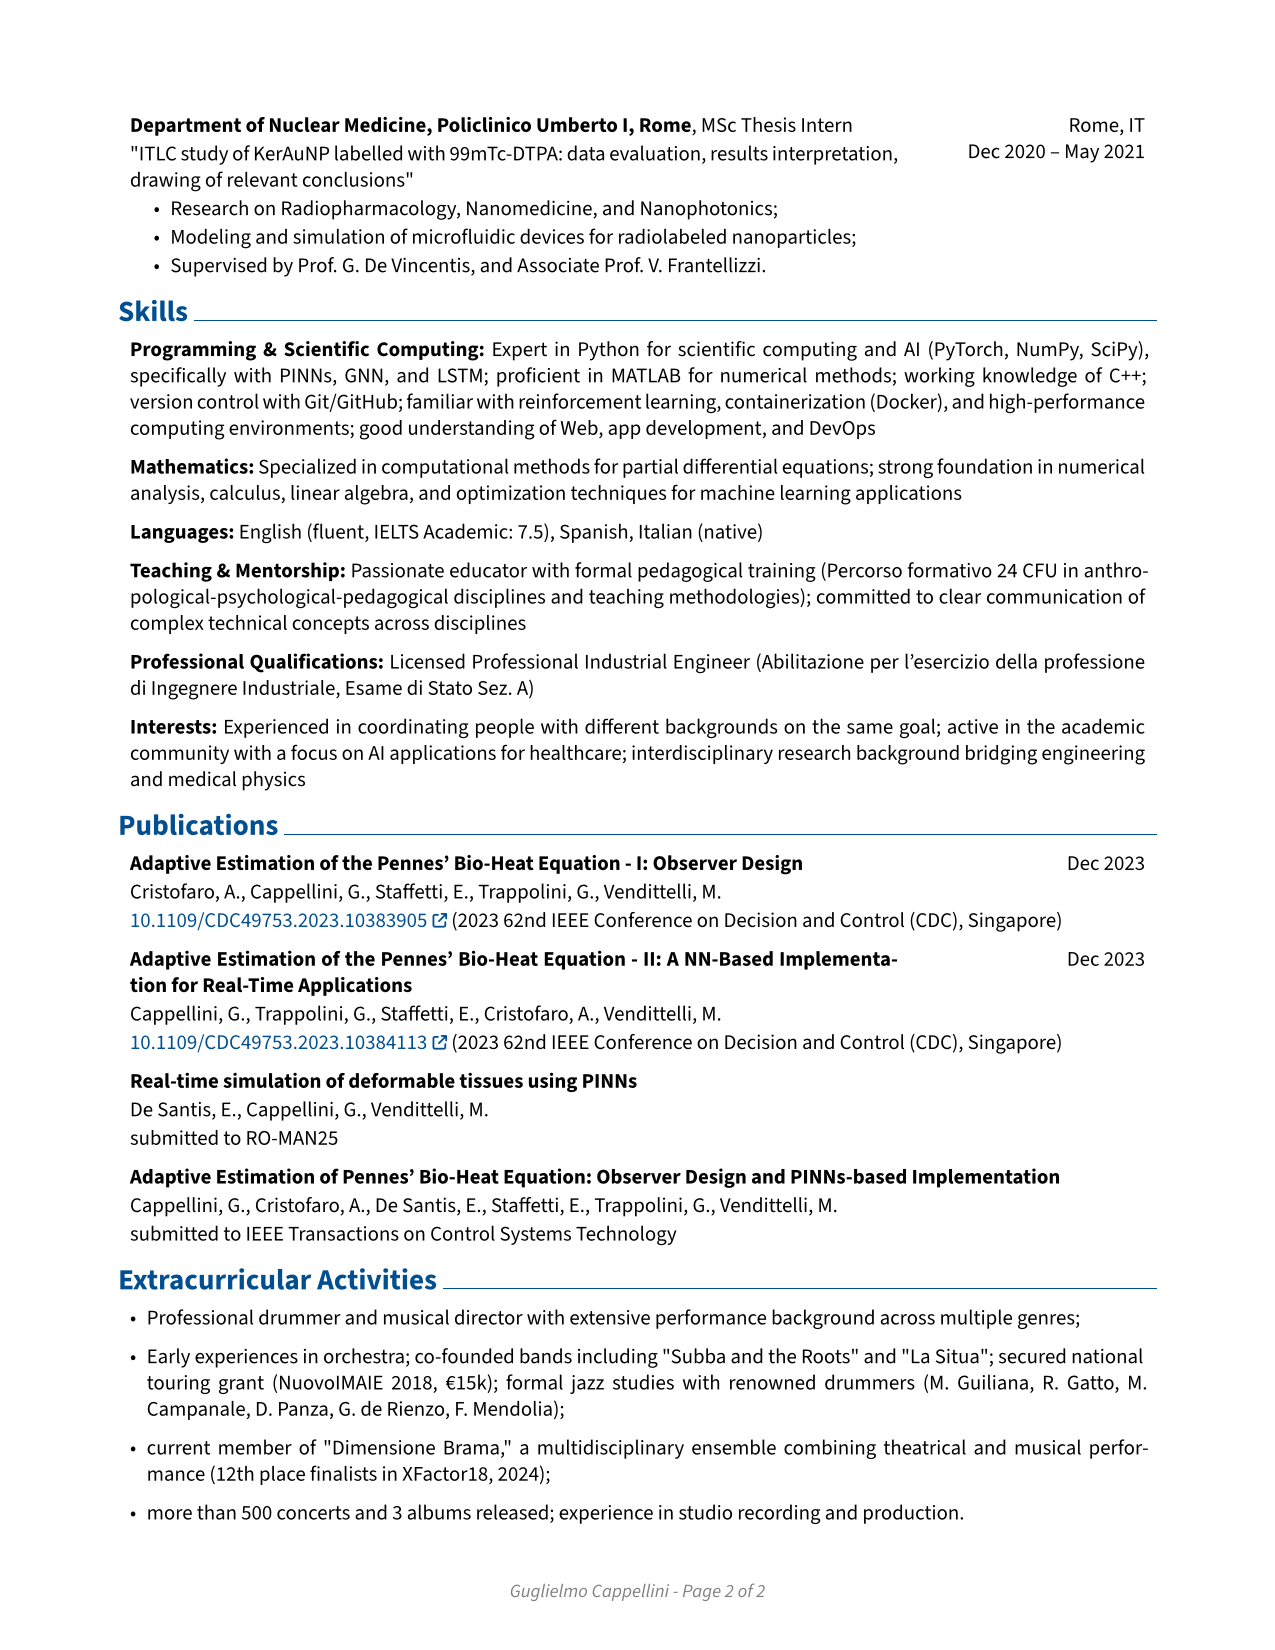 Department of Nuclear Medicine, Policlinico Umberto I, Rome, MSc Thesis Intern
Rome, IT
"ITLC study of KerAuNP labelled with 99mTc-DTPA: data evaluation, results interpretation,
Dec 2020 – May 2021
drawing of relevant conclusions"
• Research on Radiopharmacology, Nanomedicine, and Nanophotonics;
• Modeling and simulation of microfluidic devices for radiolabeled nanoparticles;
• Supervised by Prof. G. De Vincentis, and Associate Prof. V. Frantellizzi.
Skills
Programming & Scientific Computing: Expert in Python for scientific computing and AI (PyTorch, NumPy, SciPy),
specifically with PINNs, GNN, and LSTM; proficient in MATLAB for numerical methods; working knowledge of C++;
version control with Git/GitHub; familiar with reinforcement learning, containerization (Docker), and high-performance
computing environments; good understanding of Web, app development, and DevOps
Mathematics: Specialized in computational methods for partial differential equations; strong foundation in numerical
analysis, calculus, linear algebra, and optimization techniques for machine learning applications
Languages: English (fluent, IELTS Academic: 7.5), Spanish, Italian (native)
Teaching & Mentorship: Passionate educator with formal pedagogical training (Percorso formativo 24 CFU in anthro-
pological-psychological-pedagogical disciplines and teaching methodologies); committed to clear communication of
complex technical concepts across disciplines
Professional Qualifications: Licensed Professional Industrial Engineer (Abilitazione per l’esercizio della professione
di Ingegnere Industriale, Esame di Stato Sez. A)
Interests: Experienced in coordinating people with different backgrounds on the same goal; active in the academic
community with a focus on AI applications for healthcare; interdisciplinary research background bridging engineering
and medical physics
Publications
Adaptive Estimation of the Pennes’ Bio-Heat Equation - I: Observer Design
Dec 2023
Cristofaro, A., Cappellini, G., Staffetti, E., Trappolini, G., Vendittelli, M.
10.1109/CDC49753.2023.10383905 (2023 62nd IEEE Conference on Decision and Control (CDC), Singapore)
Adaptive Estimation of the Pennes’ Bio-Heat Equation - II: A NN-Based Implementa-
Dec 2023
tion for Real-Time Applications
Cappellini, G., Trappolini, G., Staffetti, E., Cristofaro, A., Vendittelli, M.
10.1109/CDC49753.2023.10384113 (2023 62nd IEEE Conference on Decision and Control (CDC), Singapore)
Real-time simulation of deformable tissues using PINNs
De Santis, E., Cappellini, G., Vendittelli, M.
submitted to RO-MAN25
Adaptive Estimation of Pennes’ Bio-Heat Equation: Observer Design and PINNs-based Implementation
Cappellini, G., Cristofaro, A., De Santis, E., Staffetti, E., Trappolini, G., Vendittelli, M.
submitted to IEEE Transactions on Control Systems Technology
Extracurricular Activities
• Professional drummer and musical director with extensive performance background across multiple genres;
• Early experiences in orchestra; co-founded bands including "Subba and the Roots" and "La Situa"; secured national
touring grant (NuovoIMAIE 2018, €15k); formal jazz studies with renowned drummers (M. Guiliana, R. Gatto, M.
Campanale, D. Panza, G. de Rienzo, F. Mendolia);
• current member of "Dimensione Brama," a multidisciplinary ensemble combining theatrical and musical perfor-
mance (12th place finalists in XFactor18, 2024);
• more than 500 concerts and 3 albums released; experience in studio recording and production.
Guglielmo Cappellini - Page 2 of 2